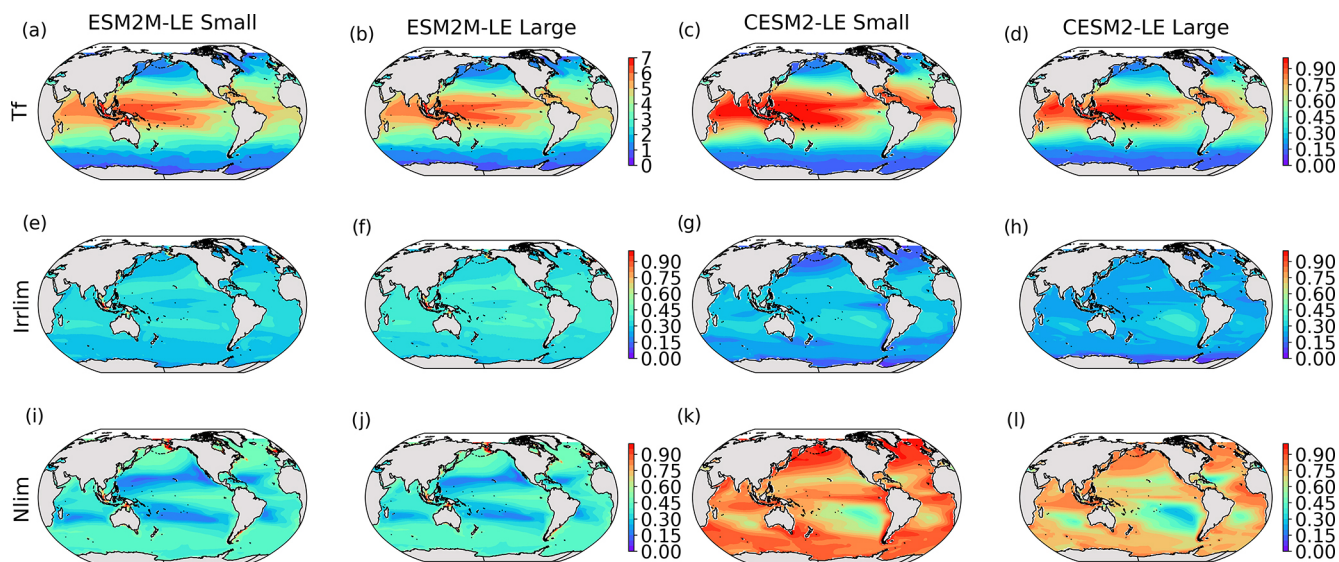 ESM2M-LE Small
ESM2M-LE Large
CESM2-LE Small
CESM2-LE Large
(a)
(b)
(c)
(d)
Tf
7
6
5
4
3
2
1
0
0.90
0.75
0.60
0.45
0.30
0.15
0.00
(e)
(f)
(g)
(h)
Irrlim
0.90
0.75
0.60
0.45
0.30
0.15
0.00
0.90
0.75
0.60
0.45
0.30
0.15
0.00
(i)
(j)
(k)
(l)
Nlim
0.90
0.75
0.60
0.45
0.30
0.15
0.00
0.90
0.75
0.60
0.45
0.30
0.15
0.00